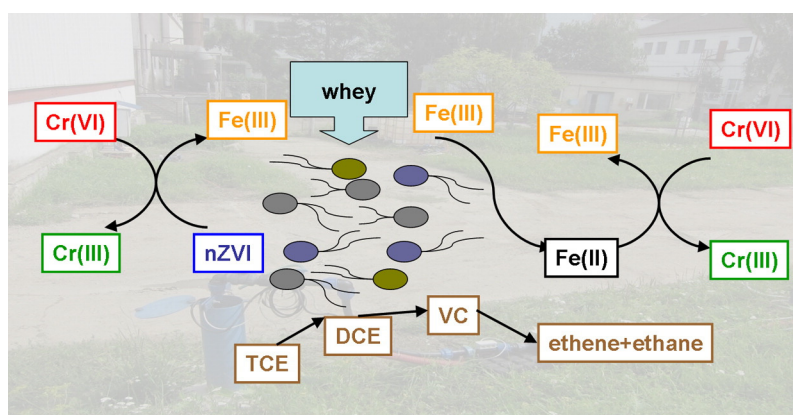 whey
Cr(VI)
Fe(III)
Fe(III)
Fe(III)
Cr(VI)
Cr(III)
nZVI
Fe(II)
Cr(III)
TCE
DCE
VC
ethene+ethane